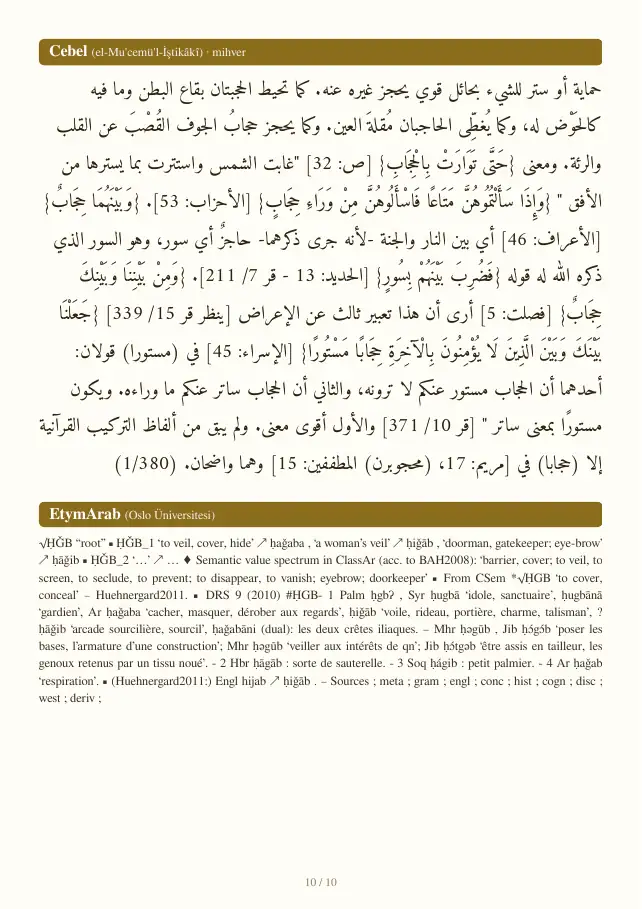 Cebel (el-Mu'cemü'l-İştikâkî) · mihver
حماية أو ستر للشيء بحائل قوي يحجز غيره عنه. كما تحيط الحجبتان بقاع البطن وما فيه
كالحَوْض له، وكما يُغطِّى الحاجبان مُقلةَ العين. وكما يحجز حجابُ الجوف القُصْبَ عن القلب
والرئة. ومعنى {حَتَّى تَوَارَتْ بِالْحِجَابِ} [ص: 32] "غابت الشمس واستترت بما يسترها من
الأفق " {وَإِذَا سَأَلْتُمُوهُنَّ مَتَاعًا فَاسْأَلُوهُنَّ مِنْ وَرَاءِ حِجَابٍ} [الأحزاب: 53]. {وَبَيْنَهُمَا حِجَابٌ}
[الأعراف: 46] أي بين النار والجنة -لأنه جرى ذكرهما- حاجزٌ أي سور، وهو السور الذي
ذكره الله له قوله {فَضُرِبَ بَيْنَهُمْ بِسُورٍ} [الحديد: 13 - قر 7/ 211]. {وَمِنْ بَيْنِنَا وَبَيْنِكَ
حِجَابٌ} [فصلت: 5] أرى أن هذا تعبير ثالث عن الإعراض [ينظر قر 15/ 339] {جَعَلْنَا
بَيْنَكَ وَبَيْنَ الَّذِينَ لَا يُؤْمِنُونَ بِالْآخِرَةِ حِجَابًا مَسْتُورًا} [الإسراء: 45] في (مستورا) قولان:
أحدهما أن الحجاب مستور عنكم لا ترونه، والثاني أن الحجاب ساتر عنكم ما وراءه. ويكون
مستورًا بمعنى ساتر " [قر 10/ 371] والأول أقوى معنى. ولم يبق من ألفاظ التركيب القرآنية
إلا (حجابا) في [مريم: 17، (محجوبرن) المطففين: 15] وهما واضحان. (1/380)
EtymArab (Oslo Üniversitesi)
√ḤǦB “root” ▪ ḤǦB_1 ‘to veil, cover, hide’ ↗ ḥaǧaba , ‘a woman’s veil’ ↗ ḥiǧāb , ‘doorman, gatekeeper; eye-brow’
↗ ḥāǧib ▪ ḤǦB_2 ‘…’ ↗ … ♦ Semantic value spectrum in ClassAr (acc. to BAH2008): ‘barrier, cover; to veil, to
screen, to seclude, to prevent; to disappear, to vanish; eyebrow; doorkeeper’ ▪ From CSem *√ḤGB ‘to cover,
conceal’ – Huehnergard2011. ▪ DRS 9 (2010) #ḤGB- 1 Palm ḥgbʔ , Syr ḥugbā ‘idole, sanctuaire’, ḥugbānā
‘gardien’, Ar ḥaǧaba ‘cacher, masquer, dérober aux regards’, ḥiǧāb ‘voile, rideau, portière, charme, talisman’, ?
ḥāǧib ‘arcade sourcilière, sourcil’, ḥaǧabāni (dual): les deux crêtes iliaques. – Mhr ḥəgūb , Jib ḥógɔ́b ‘poser les
bases, l’armature d’une construction’; Mhr ḥəgūb ‘veiller aux intérêts de qn’; Jib ḥɔ́tgəb ‘être assis en tailleur, les
genoux retenus par un tissu noué’. - 2 Hbr ḥāgāb : sorte de sauterelle. - 3 Soq ḥágib : petit palmier. - 4 Ar ḥaǧab
‘respiration’. ▪ (Huehnergard2011:) Engl hijab ↗ ḥiǧāb . – Sources ; meta ; gram ; engl ; conc ; hist ; cogn ; disc ;
west ; deriv ;
10 / 10